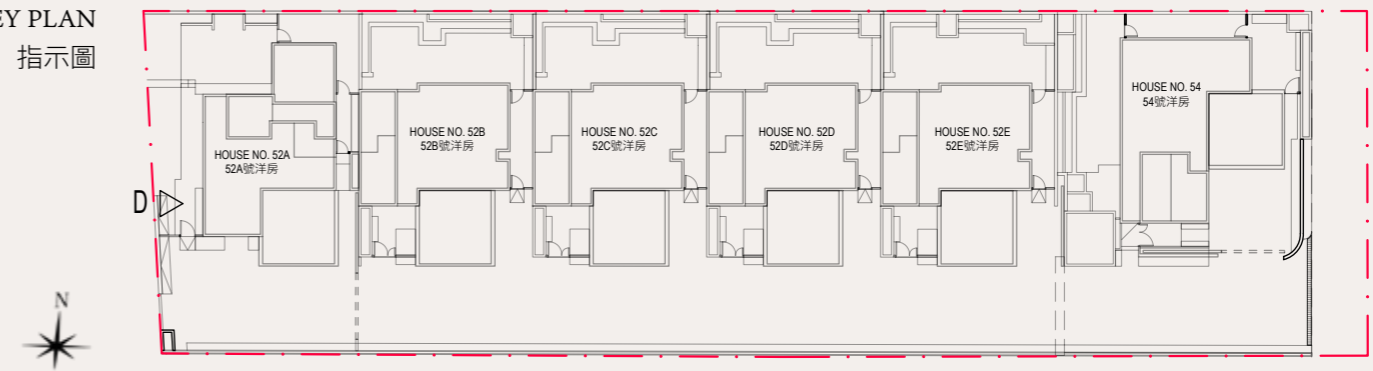 EY PLAN
指示圖
HOUSE NO. 52A
52A號洋房
HOUSE NO. 52B
52B號洋房
HOUSE NO. 52C
52C號洋房
HOUSE NO. 52D
52D號洋房
HOUSE NO. 52E
52E號洋房
HOUSE NO. 54
54號洋房
D
N